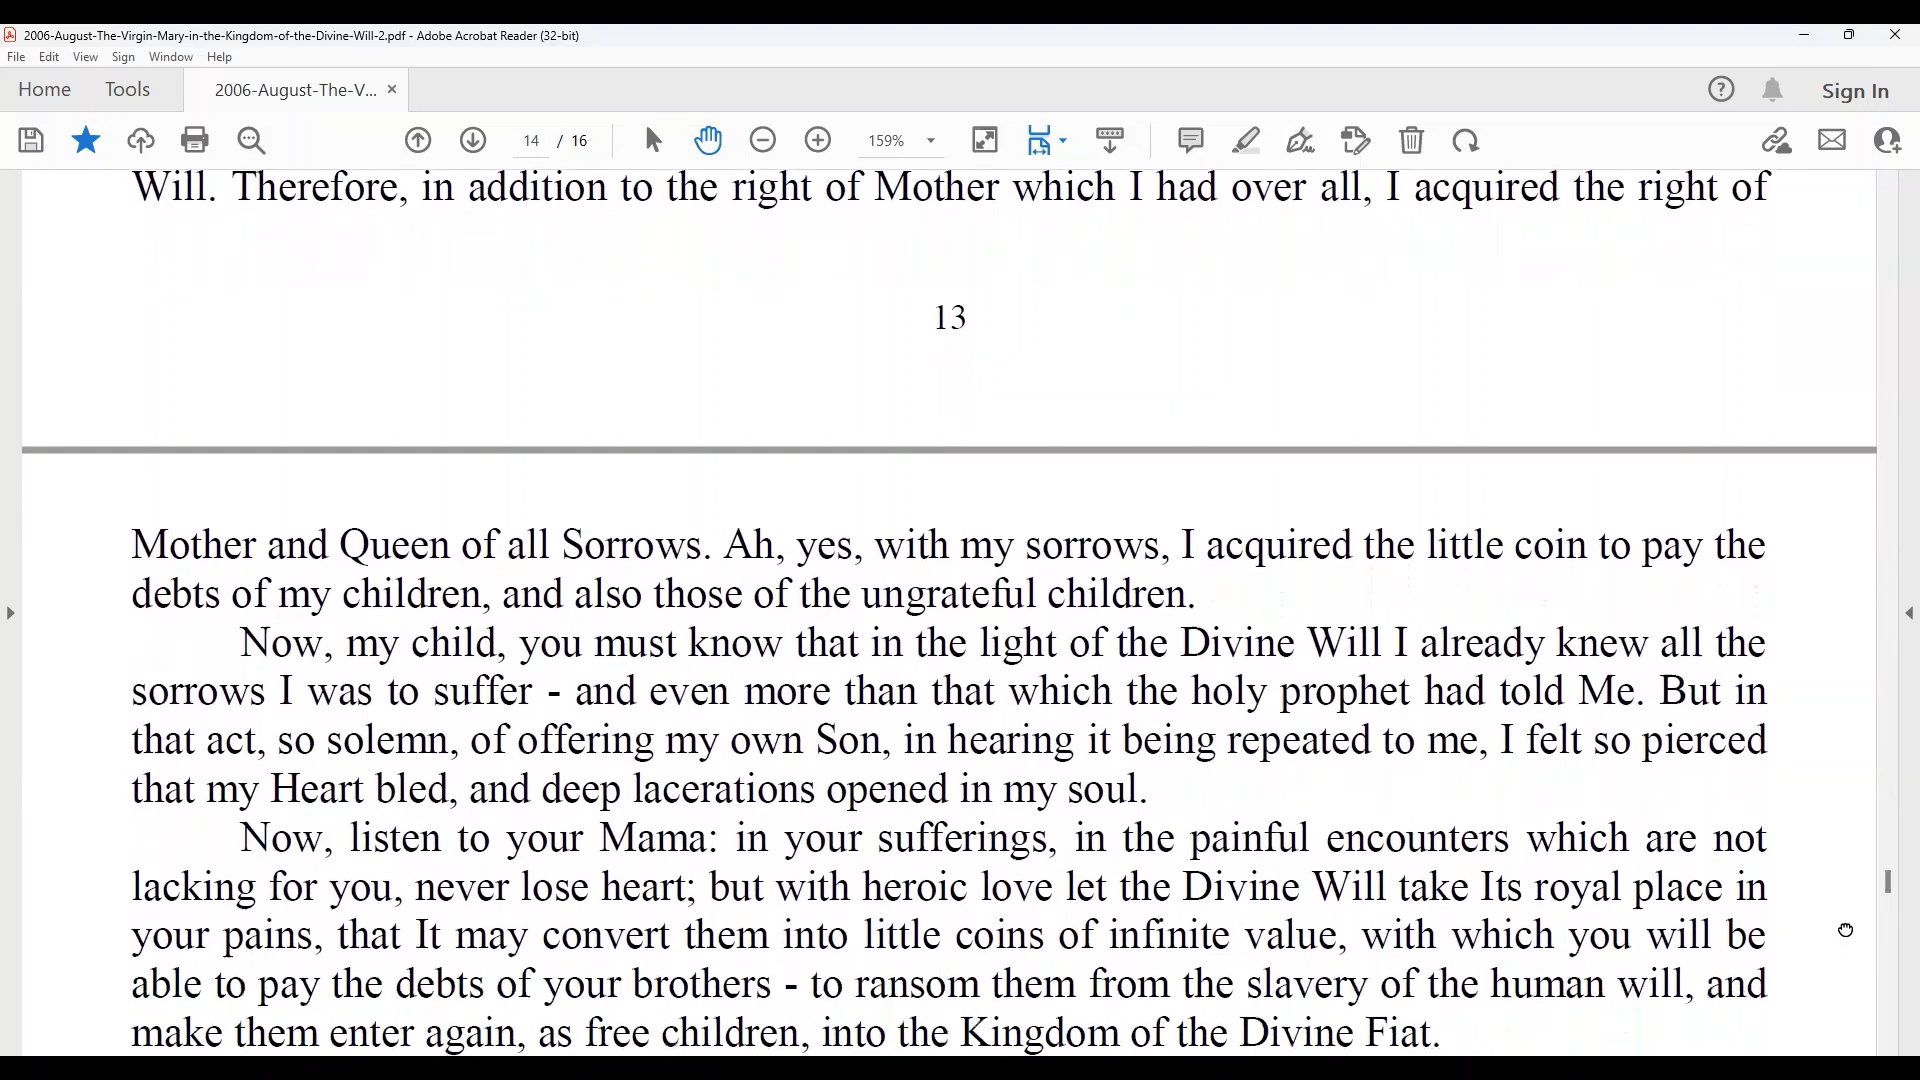 2006-August-The-Virgin-Mary-in-the-Kingdom-of-the-Divine-Will-2.pdf - Adobe Acrobat Reader (32-bit)
File Edit View Sign Window Help
Home Tools 2006-August-The-V... × Sign In
14 / 16 159%
Will. Therefore, in addition to the right of Mother which I had over all, I acquired the right of
13
Mother and Queen of all Sorrows. Ah, yes, with my sorrows, I acquired the little coin to pay the
debts of my children, and also those of the ungrateful children.
Now, my child, you must know that in the light of the Divine Will I already knew all the
sorrows I was to suffer - and even more than that which the holy prophet had told Me. But in
that act, so solemn, of offering my own Son, in hearing it being repeated to me, I felt so pierced
that my Heart bled, and deep lacerations opened in my soul.
Now, listen to your Mama: in your sufferings, in the painful encounters which are not
lacking for you, never lose heart; but with heroic love let the Divine Will take Its royal place in
your pains, that It may convert them into little coins of infinite value, with which you will be
able to pay the debts of your brothers - to ransom them from the slavery of the human will, and
make them enter again, as free children, into the Kingdom of the Divine Fiat.